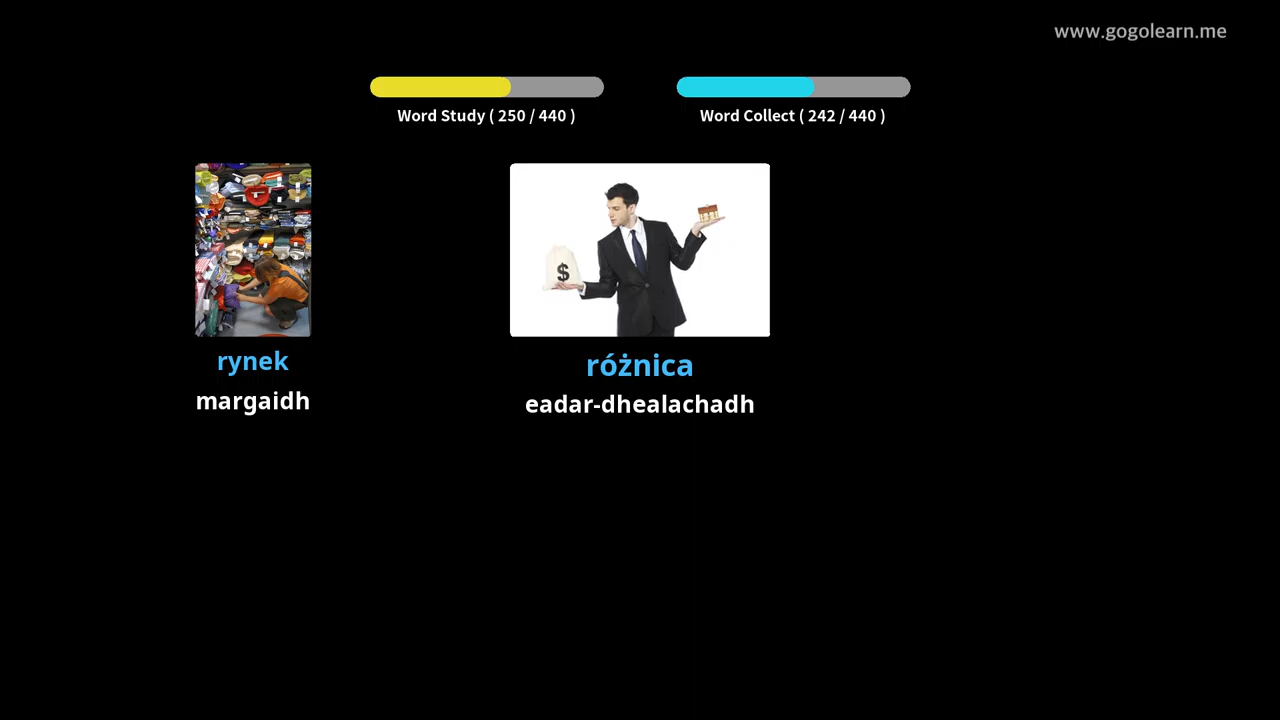 www.gogolearn.me
Word Study ( 250 / 440 )
Word Collect ( 242 / 440 )
$
rynek
margaidh
różnica
eadar-dhealachadh